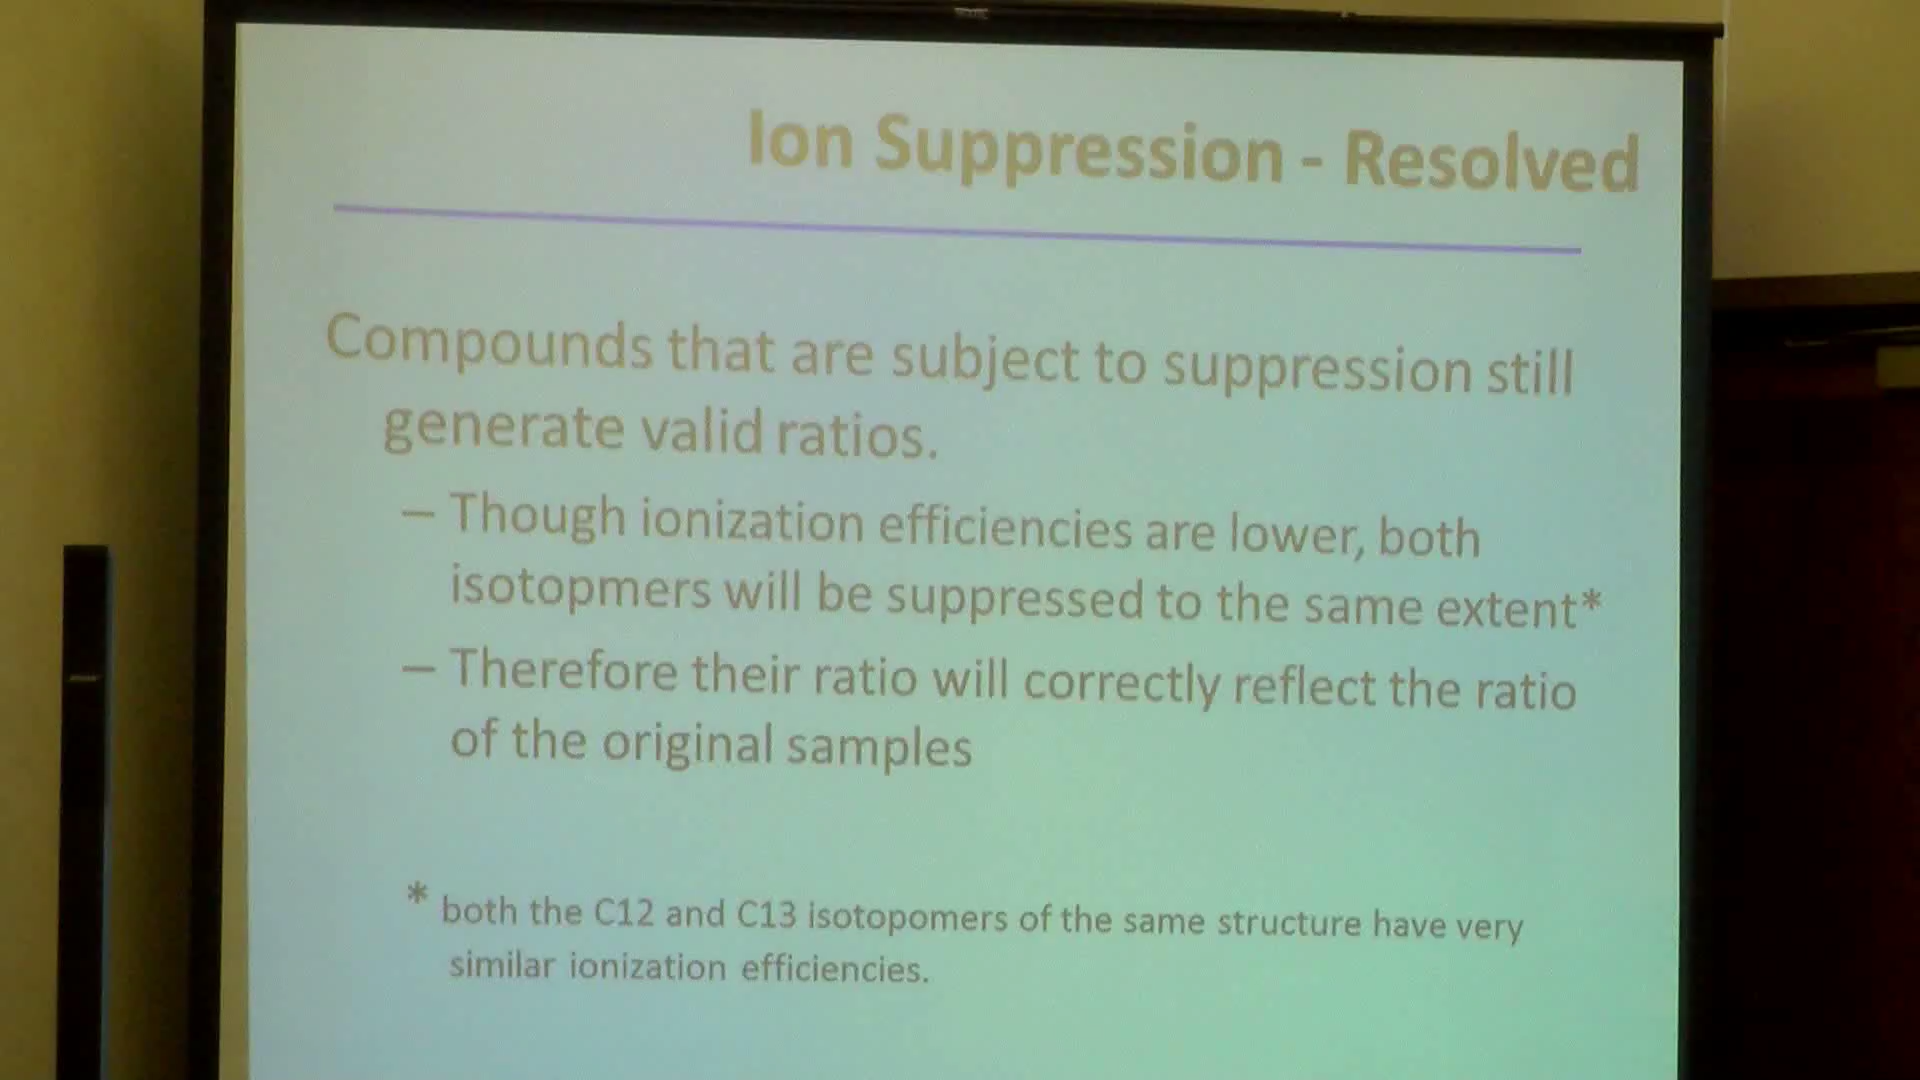 Ion Suppression - Resolved
Compounds that are subject to suppression still
generate valid ratios.
– Though ionization efficiencies are lower, both
isotopmers will be suppressed to the same extent*
– Therefore their ratio will correctly reflect the ratio
of the original samples
* both the C12 and C13 isotopomers of the same structure have very
similar ionization efficiencies.